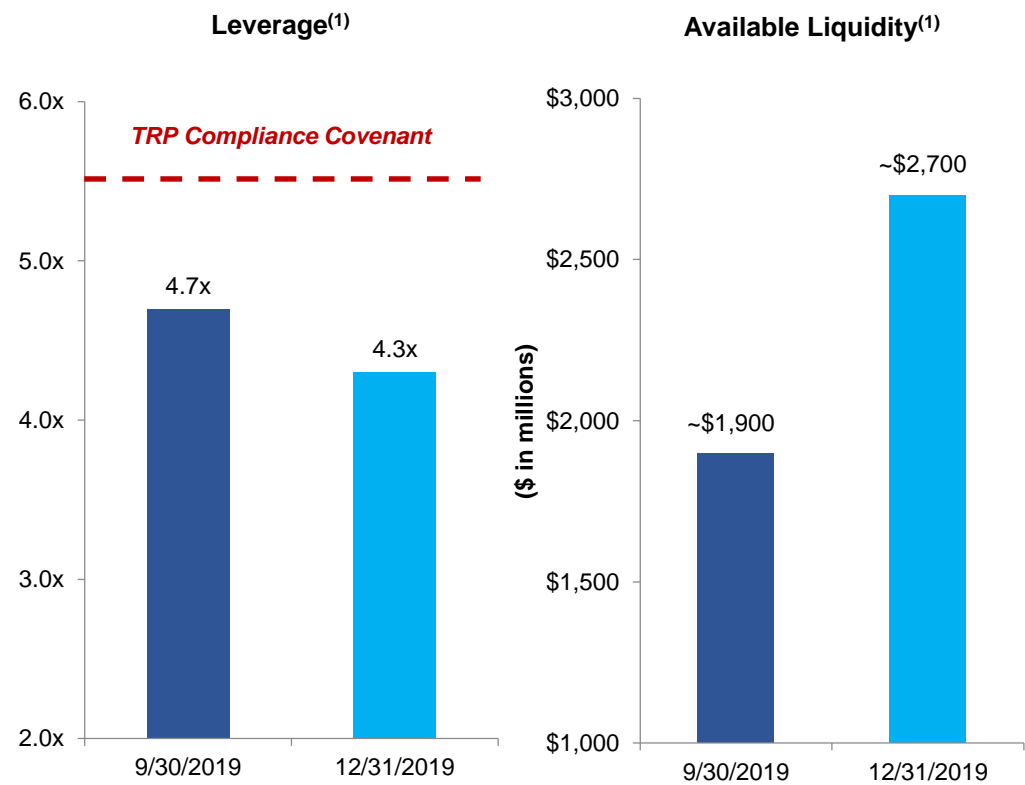 Leverage(1)
6.0x
TRP Compliance Covenant
5.0x
4.7x
4.3x
4.0x
3.0x
2.0x
9/30/2019
12/31/2019
Available Liquidity(1)
($ in millions)
$3,000
~$2,700
$2,500
$2,000
~$1,900
$1,500
$1,000
9/30/2019
12/31/2019